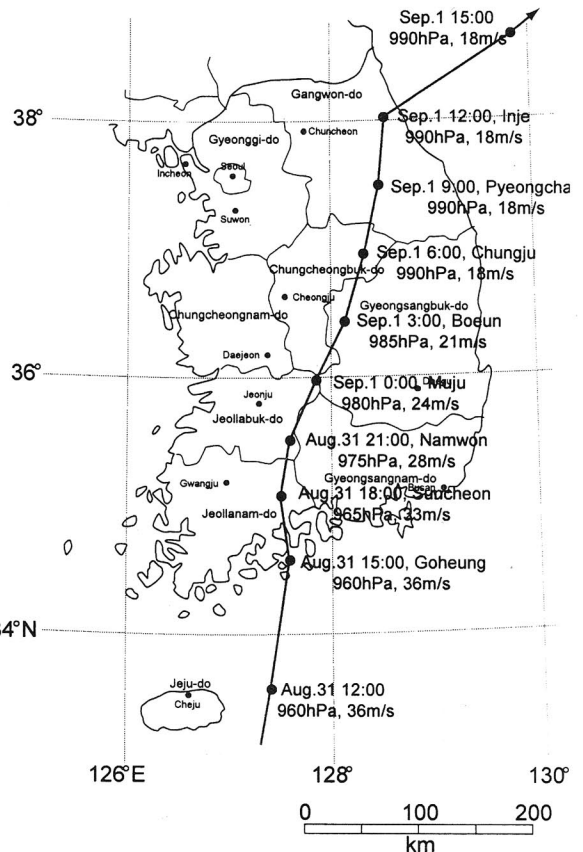 Sep.1 15:00
990hPa, 18m/s
Gangwon-do
38°
Sep.1 12:00, Inje
990hPa, 18m/s
Chuncheon
Gyeonggi-do
Seoul
Incheon
Sep.1 9:00, Pyeongcha
990hPa, 18m/s
Suwon
Sep.1 6:00, Chungju
990hPa, 18m/s
Chungcheongbuk-do
Cheongju
Gyeongsangbuk-do
Chungcheongnam-do
Sep.1 3:00, Boeun
985hPa, 21m/s
Daejeon
36°
Sep.1 0:00, Muju
980hPa, 24m/s
Jeonju
Jeollabuk-do
Aug.31 21:00, Namwon
975hPa, 28m/s
Gyeongsangnam-do
Gwangju
Busan
Aug.31 18:00, Suncheon
965hPa, 33m/s
Jeollanam-do
Aug.31 15:00, Goheung
960hPa, 36m/s
34°N
Jeju-do
Cheju
Aug.31 12:00
960hPa, 36m/s
126°E
128°
130°
0 100 200
km